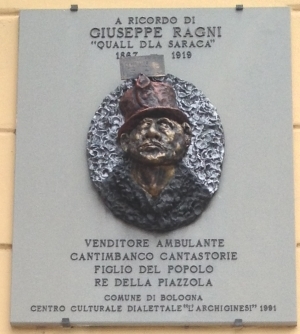 A RICORDO DI
GIUSEPPE RAGNI
"QUALL DLA SARACA"
1867 1919
VENDITORE AMBULANTE
CANTIMBANCO CANTASTORIE
FIGLIO DEL POPOLO
RE DELLA PIAZZOLA
COMUNE DI BOLOGNA
CENTRO CULTURALE DIALETTALE "L'ARCHIGINESI" 1991